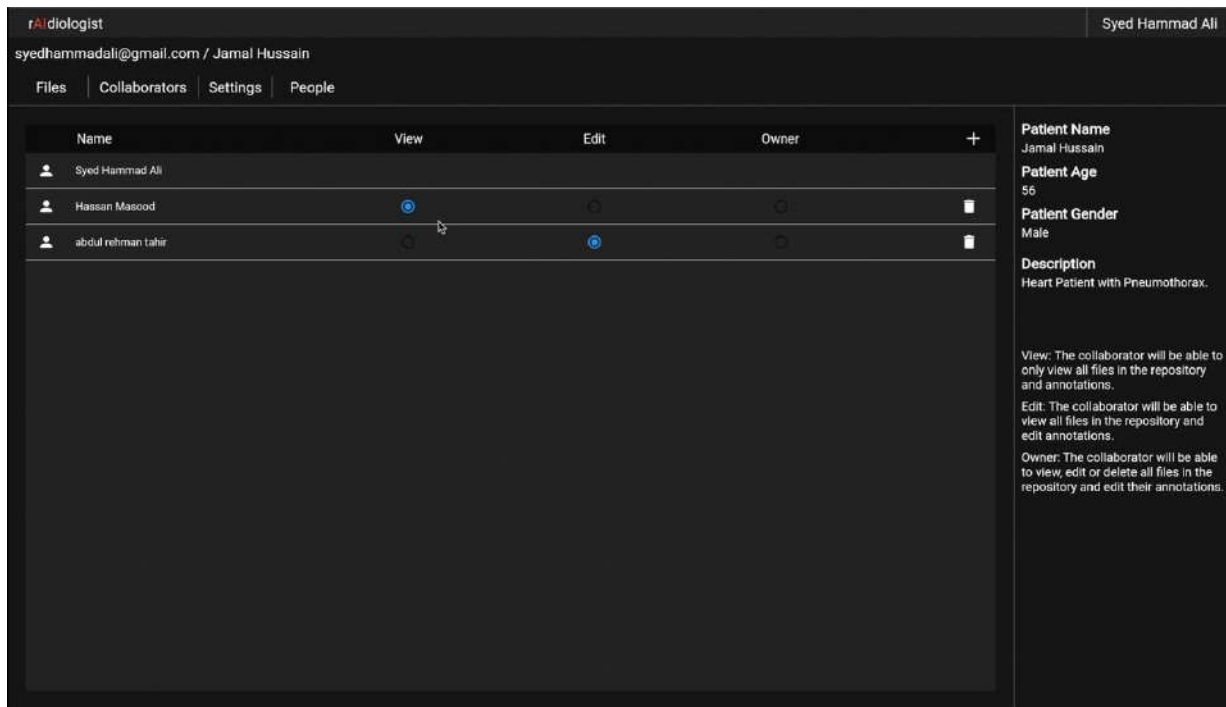 rAIdiologist
Syed Hammad Ali
syedhammadali@gmail.com / Jamal Hussain
Files Collaborators Settings People
Name View Edit Owner +
Syed Hammad Ali
Hassan Masood
abdul rehman tahir
Patient Name
Jamal Hussain
Patient Age
56
Patient Gender
Male
Description
Heart Patient with Pneumothorax.
View: The collaborator will be able to
only view all files in the repository
and annotations.
Edit: The collaborator will be able to
view all files in the repository and
edit annotations.
Owner: The collaborator will be able
to view, edit or delete all files in the
repository and edit their annotations.